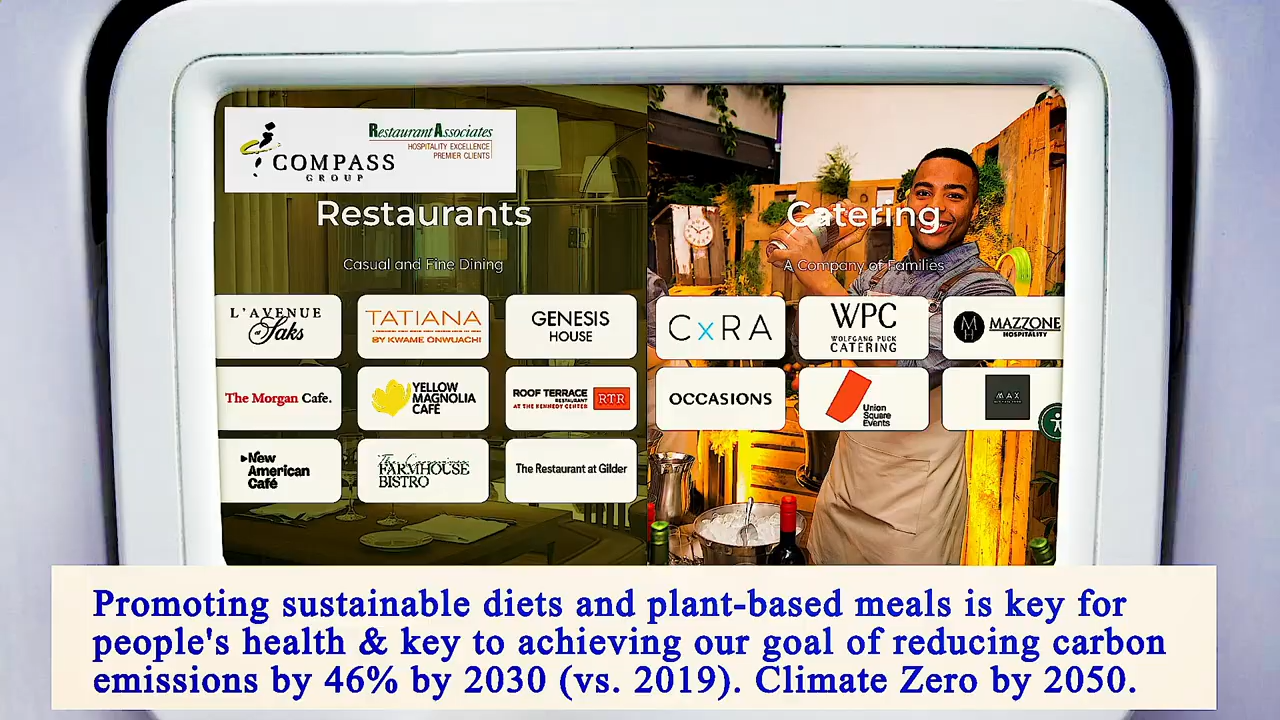 COMPASS
GROUP
Restaurant Associates
HOSPITALITY EXCELLENCE
PREMIER CLIENTS
Restaurants
Casual and Fine Dining
L'AVENUE
Saks
TATIANA
BY KWAME ONWUACHI
GENESIS
HOUSE
The Morgan Cafe.
YELLOW
MAGNOLIA
CAFÉ
ROOF TERRACE
RESTAURANT
AT THE KENNEDY CENTER
RTR
New
American
Café
FARMHOUSE
BISTRO
The Restaurant at Gilder
Catering
A Company of Families
CxRA
WPC
WOLFGANG PUCK
CATERING
MH
MAZZONE
HOSPITALITY
OCCASIONS
Union
Square
Events
MAX
Promoting sustainable diets and plant-based meals is key for
people's health & key to achieving our goal of reducing carbon
emissions by 46% by 2030 (vs. 2019). Climate Zero by 2050.